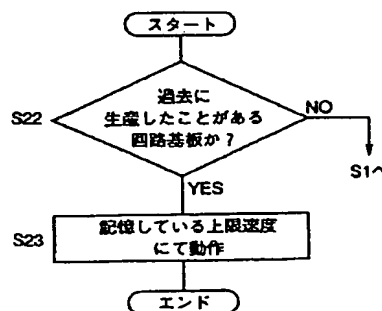 スタート
過去に
生産したことがある
回路基板か？
S22
NO
S1へ
YES
記憶している上限速度
にて動作
S23
エンド